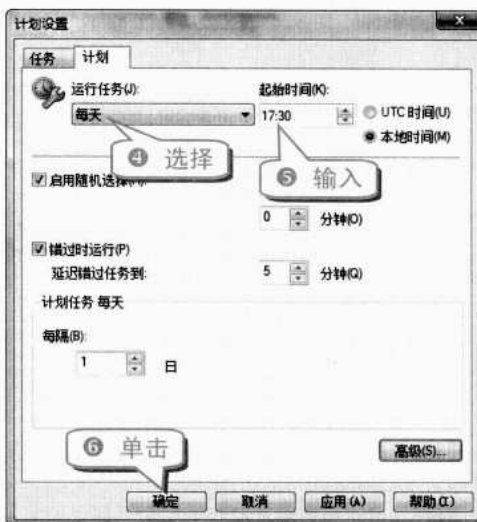 计划设置
任务 计划
运行任务(J): 起始时间(K):
每天 17:30 UTC 时间(U)
本地时间(M)
④ 选择 ⑤ 输入
启用随机选择
0 分钟(O)
错过时运行(P)
延迟错过任务到: 5 分钟(Q)
计划任务 每天
每隔(B):
1 日
⑥ 单击
高级(S)...
确定 取消 应用(A) 帮助(I)